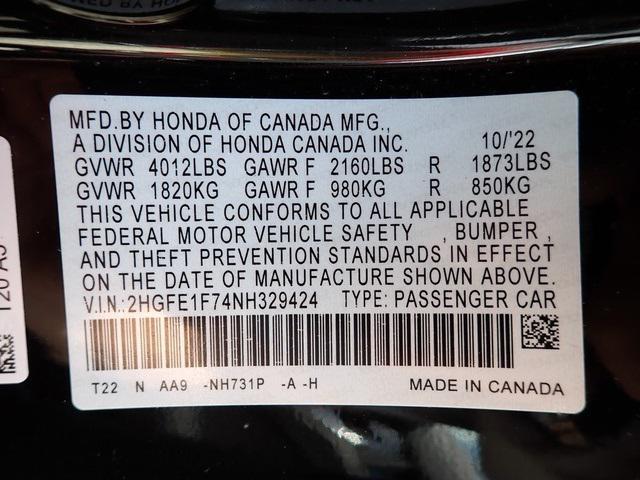 MFD.BY HONDA OF CANADA MFG.,
A DIVISION OF HONDA CANADA INC. 10/'22
GVWR 4012LBS GAWR F 2160LBS R 1873LBS
GVWR 1820KG GAWR F 980KG R 850KG
THIS VEHICLE CONFORMS TO ALL APPLICABLE
FEDERAL MOTOR VEHICLE SAFETY , BUMPER ,
AND THEFT PREVENTION STANDARDS IN EFFECT
ON THE DATE OF MANUFACTURE SHOWN ABOVE.
V.I.N.:2HGFE1F74NH329424 TYPE: PASSENGER CAR
T22 N AA9 -NH731P -A -H MADE IN CANADA